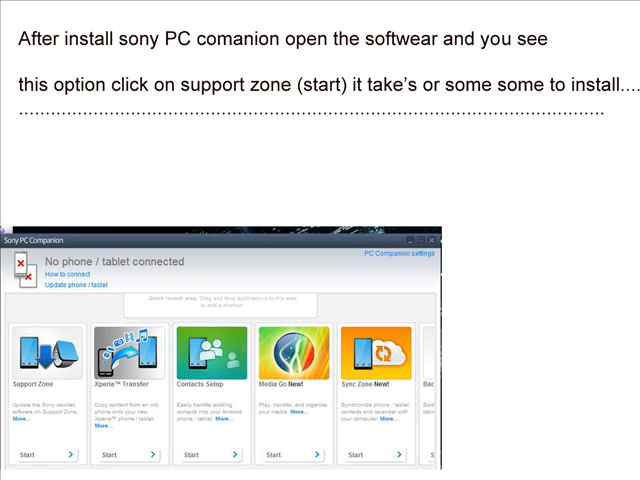 After install sony PC comanion open the softwear and you see
this option click on support zone (start) it take's or some some to install....
................................................................................................................
Sony PC Companion
No phone / tablet connected
PC Companion settings
How to connect
Update phone / tablet
Quick launch area: Drag and drop applications to this area
to add a shortcut
Support Zone
Update the Sony devices
software on Support Zone.
More...
Start
Xperia™ Transfer
Copy content from an old
phone onto your new
Xperia™ phone / tablet.
More...
Start
Contacts Setup
Easily transfer existing
contacts into your Android
phone / tablet. More...
Start
Media Go New!
Play, transfer, and organise
your media. More...
Start
Sync Zone New!
Synchronize phone / tablet
contacts and calendar with
your computer. More...
Start
Bac